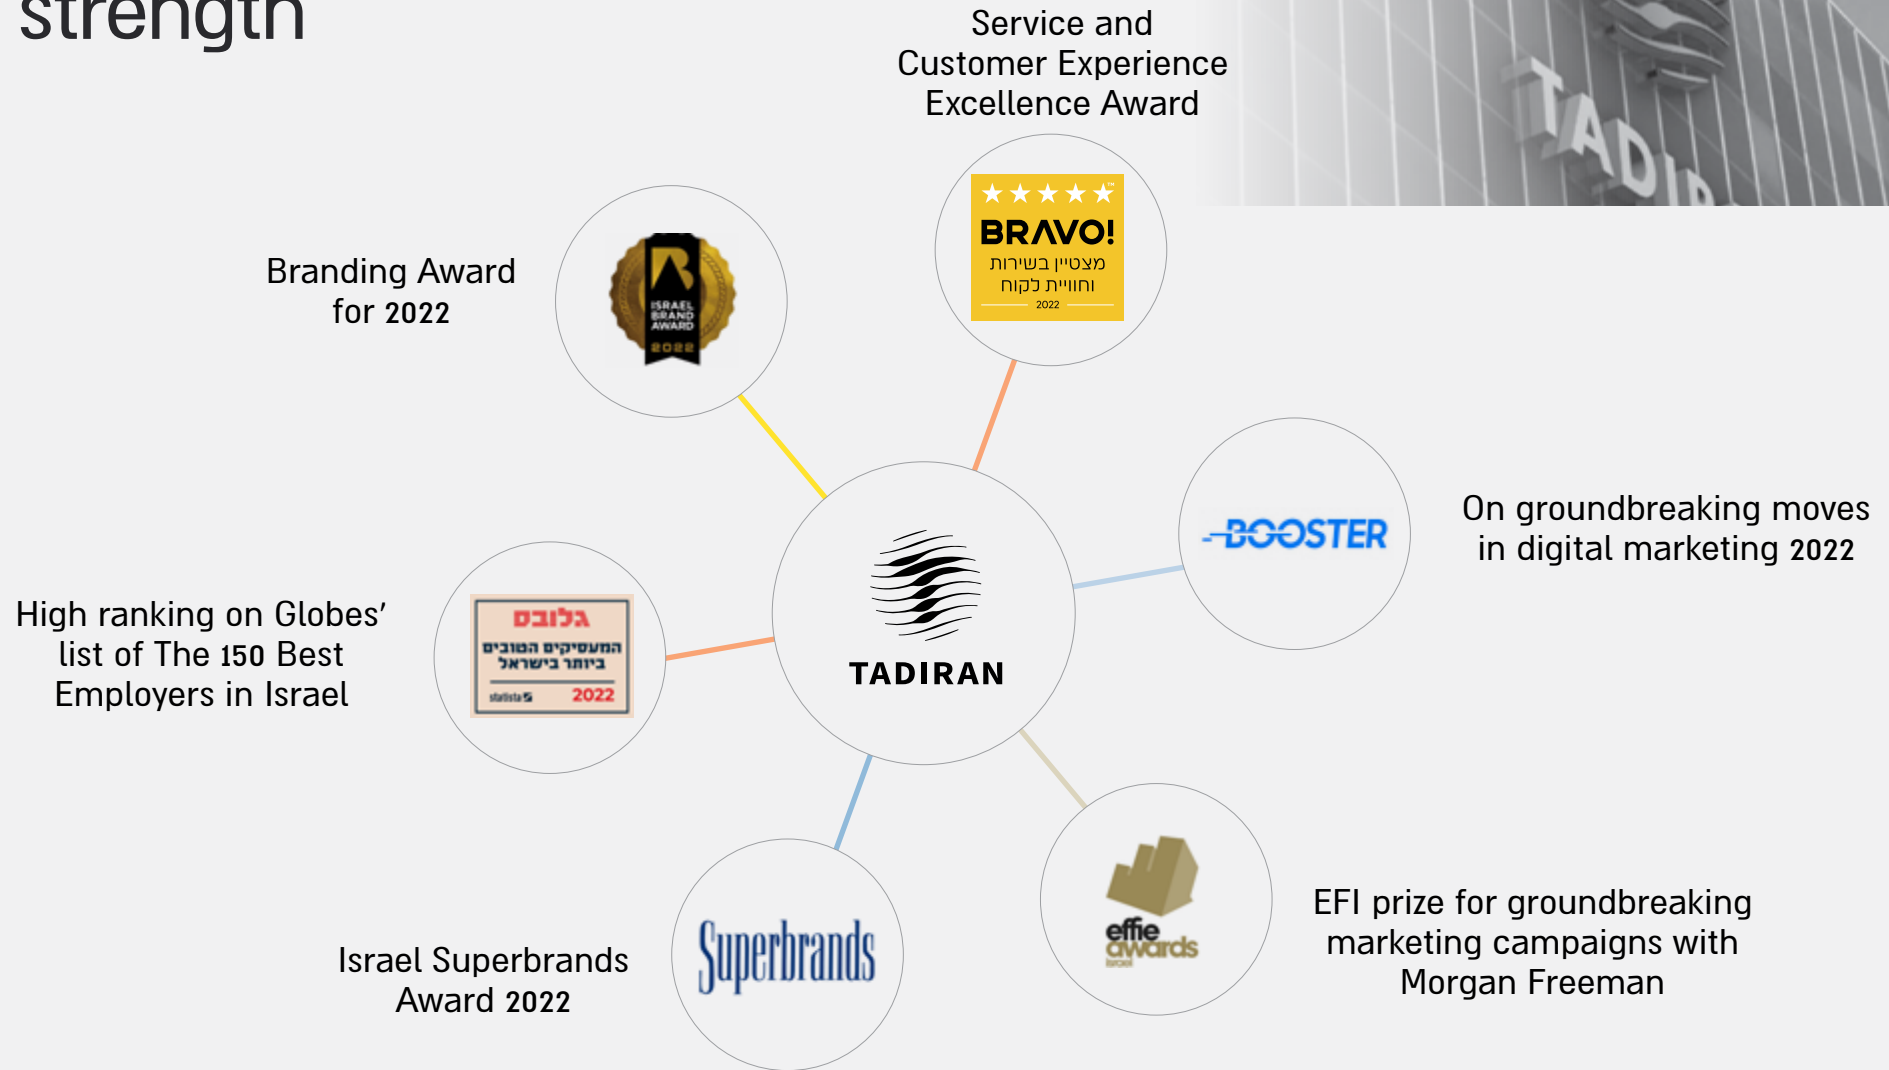 strength
Service and
Customer Experience
Excellence Award
TADIR
BRAVO!
מצטיין בשירות
וחוויית לקוח
2022
Branding Award
for 2022
ISRAEL
BRAND
AWARD
2022
BOOSTER
On groundbreaking moves
in digital marketing 2022
High ranking on Globes'
list of The 150 Best
Employers in Israel
גלובס
המעסיקים הטובים
ביותר בישראל
statista 2022
TADIRAN
effie
awards
israel
EFI prize for groundbreaking
marketing campaigns with
Morgan Freeman
Israel Superbrands
Award 2022
Superbrands